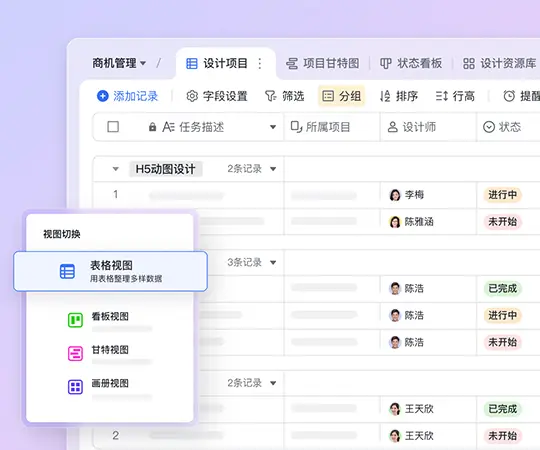 商机管理 / 设计项目 项目甘特图 状态看板 设计资源库
添加记录 字段设置 筛选 分组 排序 行高 提醒
任务描述 所属项目 设计师 状态
H5动图设计 2条记录
1 李梅 进行中
陈雅涵 未开始
视图切换
3条记录
表格视图
用表格整理多样数据
陈浩 已完成
看板视图
陈浩 进行中
甘特视图
陈浩 未开始
画册视图
2条记录
王天欣 已完成
2 王天欣 未开始